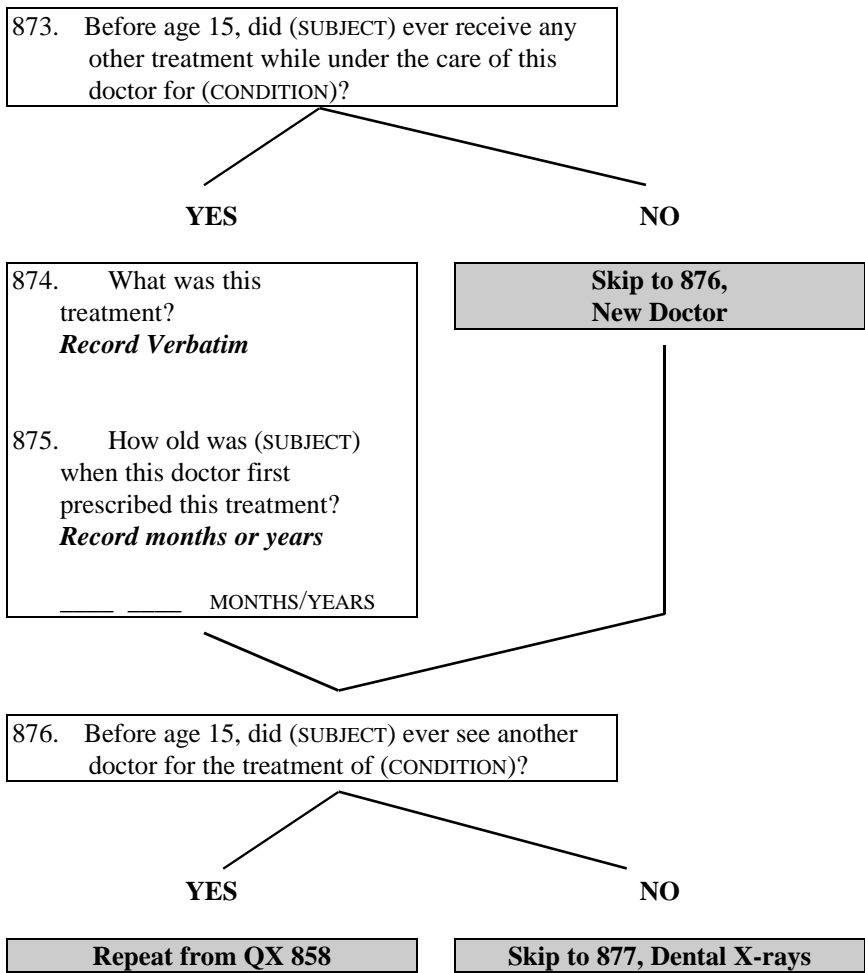 873. Before age 15, did (SUBJECT) ever receive any
other treatment while under the care of this
doctor for (CONDITION)?
YES
NO
874. What was this
treatment?
Record Verbatim
875. How old was (SUBJECT)
when this doctor first
prescribed this treatment?
Record months or years
____ ____ MONTHS/YEARS
Skip to 876,
New Doctor
876. Before age 15, did (SUBJECT) ever see another
doctor for the treatment of (CONDITION)?
YES
NO
Repeat from QX 858
Skip to 877, Dental X-rays